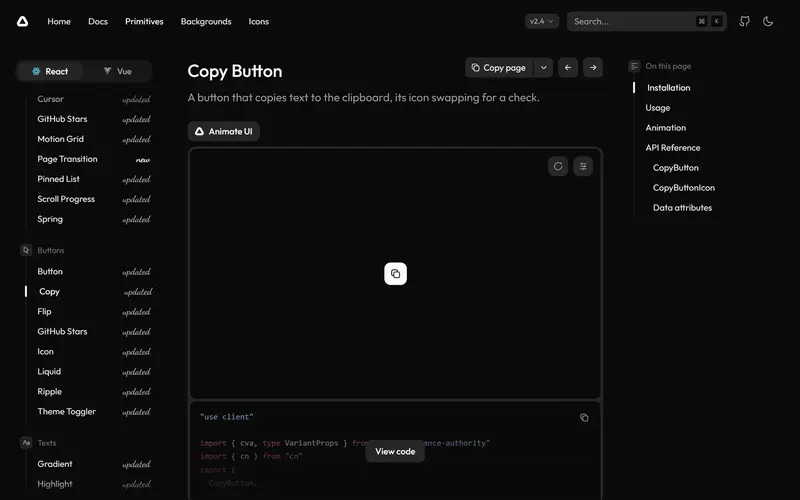 Home Docs Primitives Backgrounds Icons v2.4 Search... ⌘ K
React Vue
Cursor updated
GitHub Stars updated
Motion Grid updated
Page Transition new
Pinned List updated
Scroll Progress updated
Spring updated
Buttons
Button updated
Copy updated
Flip updated
GitHub Stars updated
Icon updated
Liquid updated
Ripple updated
Theme Toggler updated
Aa Texts
Gradient updated
Highlight updated
Copy Button Copy page
A button that copies text to the clipboard, its icon swapping for a check.
Animate UI
"use client"
import { cva, type VariantProps } from ance-authority"
import { cn } from "cn"
import {
CopyButton
View code
On this page
Installation
Usage
Animation
API Reference
CopyButton
CopyButtonIcon
Data attributes